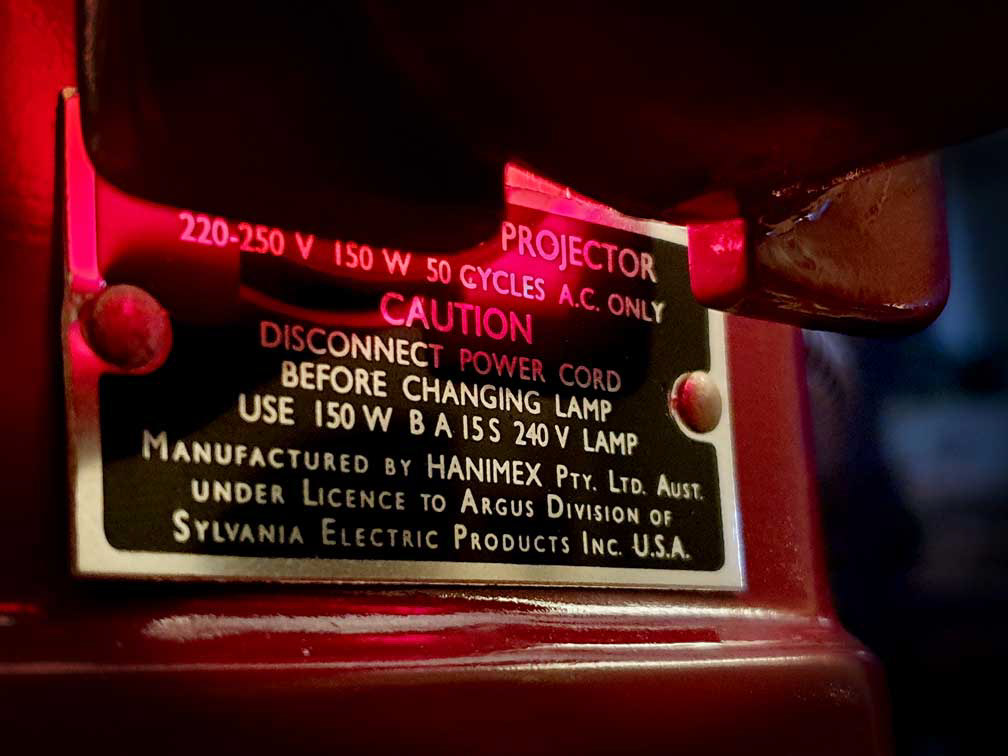 PROJECTOR
220-250 V 150 W 50 CYCLES A.C. ONLY
CAUTION
DISCONNECT POWER CORD
BEFORE CHANGING LAMP
USE 150 W B A 15 S 240 V LAMP
MANUFACTURED BY HANIMEX PTY. LTD. AUST.
UNDER LICENCE TO ARGUS DIVISION OF
SYLVANIA ELECTRIC PRODUCTS INC. U.S.A.